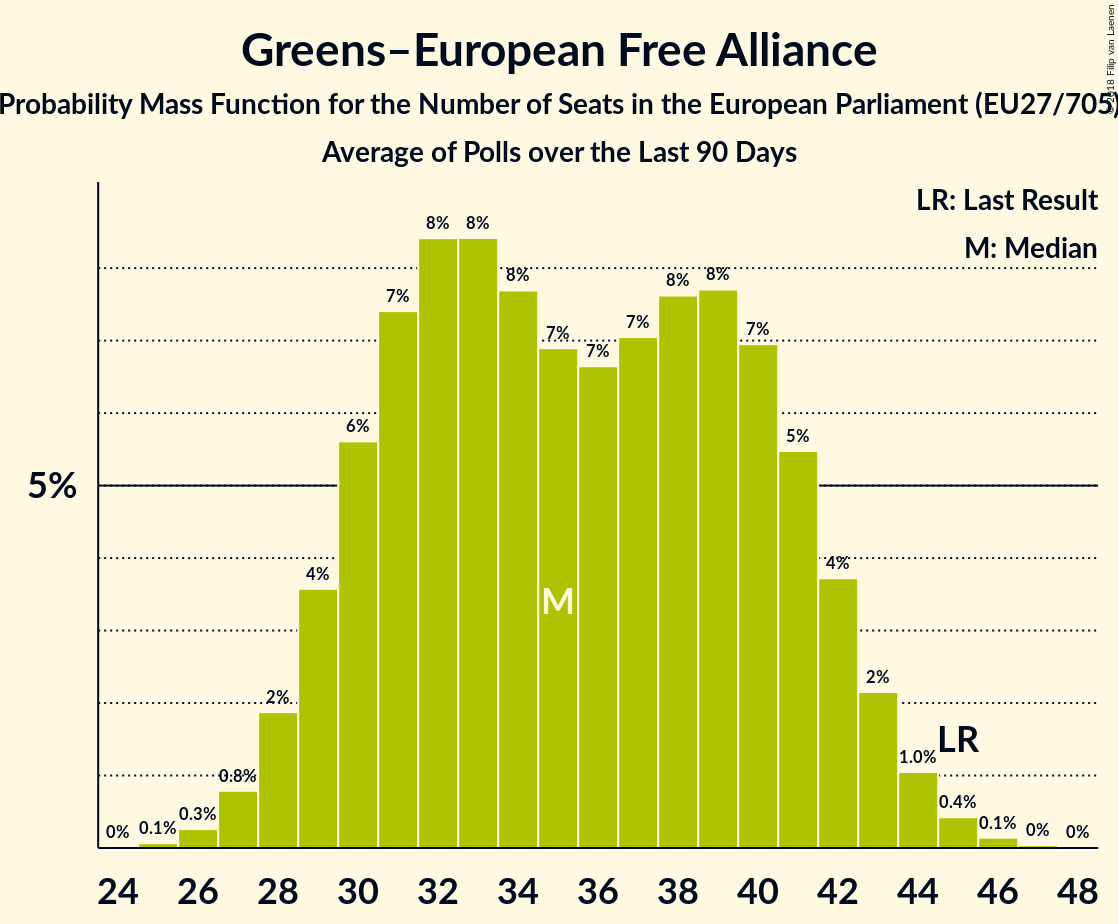 Greens–European Free Alliance
Probability Mass Function for the Number of Seats in the European Parliament (EU27/705)
Average of Polls over the Last 90 Days
© 2018 Filip van Laenen
LR: Last Result
M: Median
5%
0%
0.1%
0.3%
0.8%
2%
4%
6%
7%
8%
8%
8%
7%
7%
7%
8%
8%
7%
5%
4%
2%
1.0%
0.4%
0.1%
0%
0%
M
LR
24 26 28 30 32 34 36 38 40 42 44 46 48